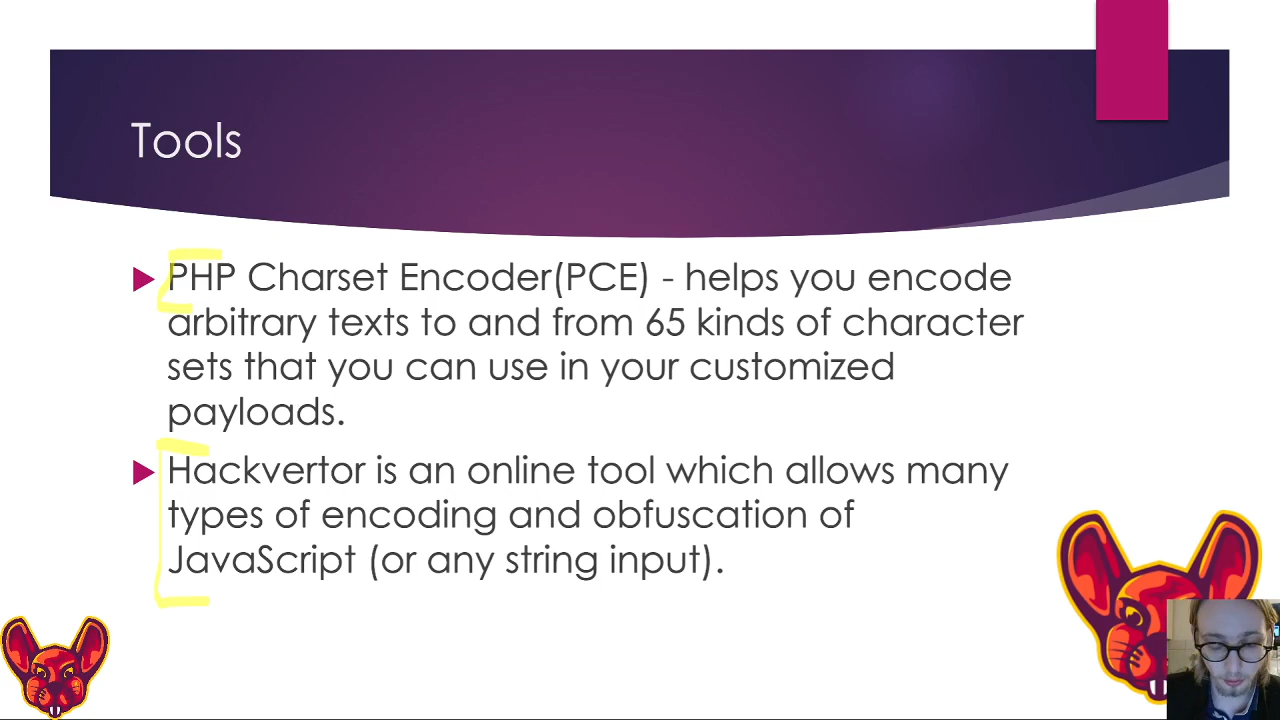 Tools
PHP Charset Encoder(PCE) - helps you encode
arbitrary texts to and from 65 kinds of character
sets that you can use in your customized
payloads.
Hackvertor is an online tool which allows many
types of encoding and obfuscation of
JavaScript (or any string input).